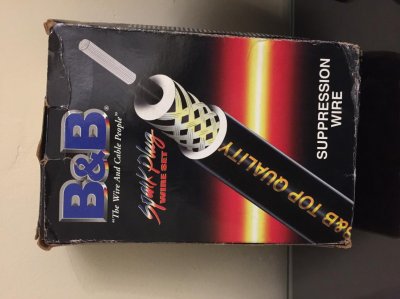 B&B
"The Wire And Cable People"
Spark Plug
WIRE SET
&B TOP QUALITY
SUPPRESSION
WIRE